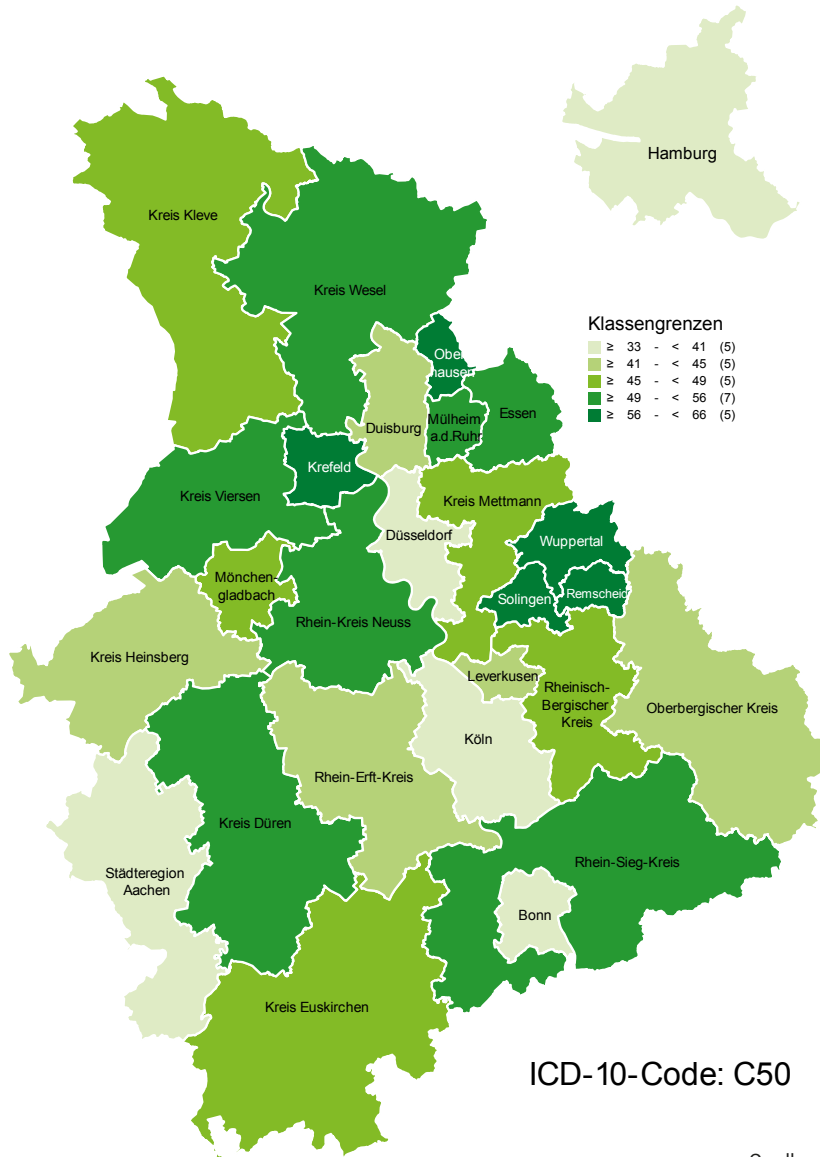 Hamburg
Kreis Kleve
Kreis Wesel
Klassengrenzen
≥ 33 - < 41 (5)
≥ 41 - < 45 (5)
≥ 45 - < 49 (5)
≥ 49 - < 56 (7)
≥ 56 - < 66 (5)
Ober
hausen
Essen
Mülheim
a.d.Ruhr
Duisburg
Krefeld
Kreis Viersen
Kreis Mettmann
Düsseldorf
Wuppertal
Mönchen-
gladbach
Solingen
Remscheid
Rhein-Kreis Neuss
Kreis Heinsberg
Leverkusen
Rheinisch-
Bergischer
Kreis
Oberbergischer Kreis
Köln
Rhein-Erft-Kreis
Kreis Düren
Rhein-Sieg-Kreis
Städteregion
Aachen
Bonn
Kreis Euskirchen
ICD-10-Code: C50